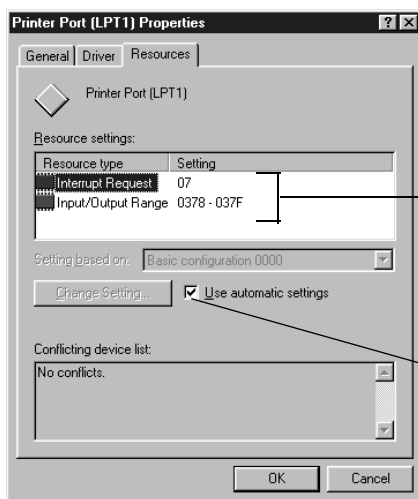 Printer Port (LPT1) Properties
General Driver Resources
Printer Port (LPT1)
Resource settings:
Resource type Setting
Interrupt Request 07
Input/Output Range 0378 - 037F
Setting based on: Basic configuration 0000
Change Setting... Use automatic settings
Conflicting device list:
No conflicts.
OK Cancel